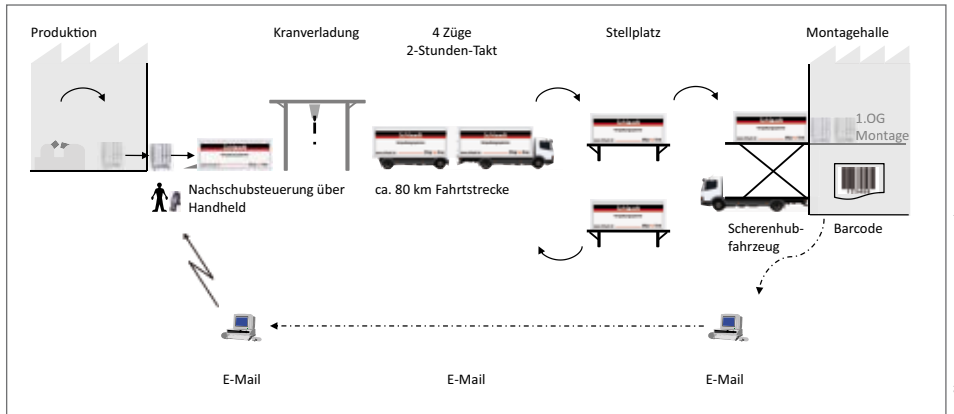 Produktion
Kranverladung
4 Züge
2-Stunden-Takt
Stellplatz
Montagehalle
1.OG
Montage
Nachschubsteuerung über
Handheld
ca. 80 km Fahrtstrecke
Scherenhub-
fahrzeug
Barcode
E-Mail
E-Mail
E-Mail